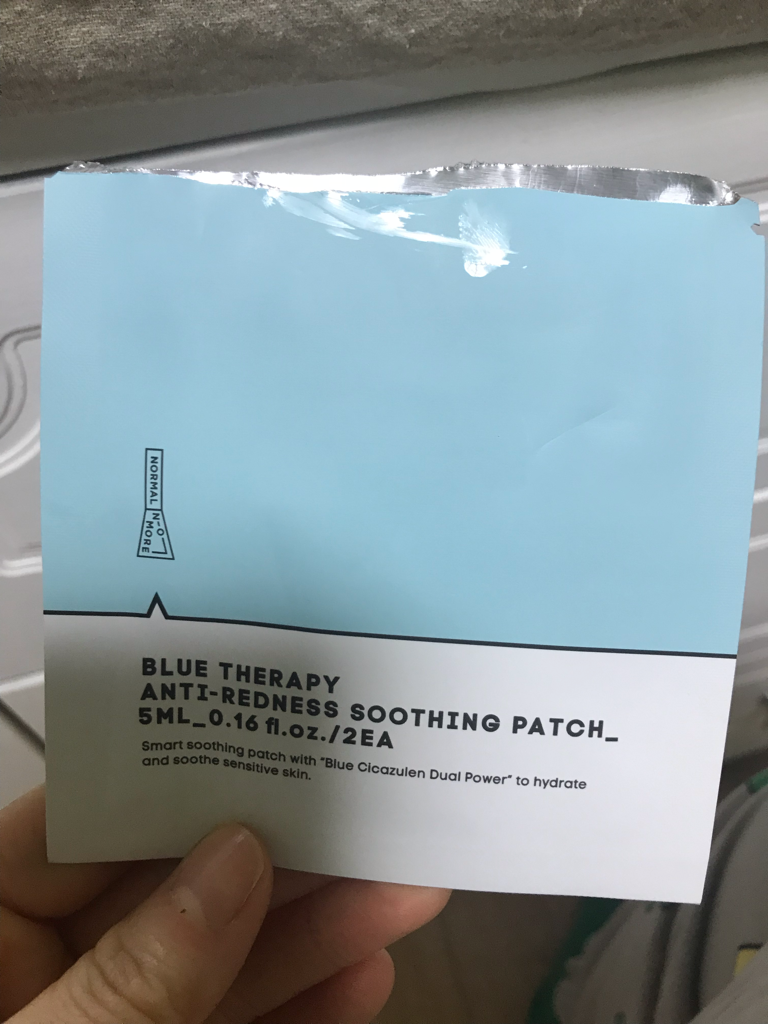 NORMAL
NO
MORE
BLUE THERAPY
ANTI-REDNESS SOOTHING PATCH_
5ML_0.16 fl.oz./2EA
Smart soothing patch with "Blue Cicazulen Dual Power" to hydrate
and soothe sensitive skin.